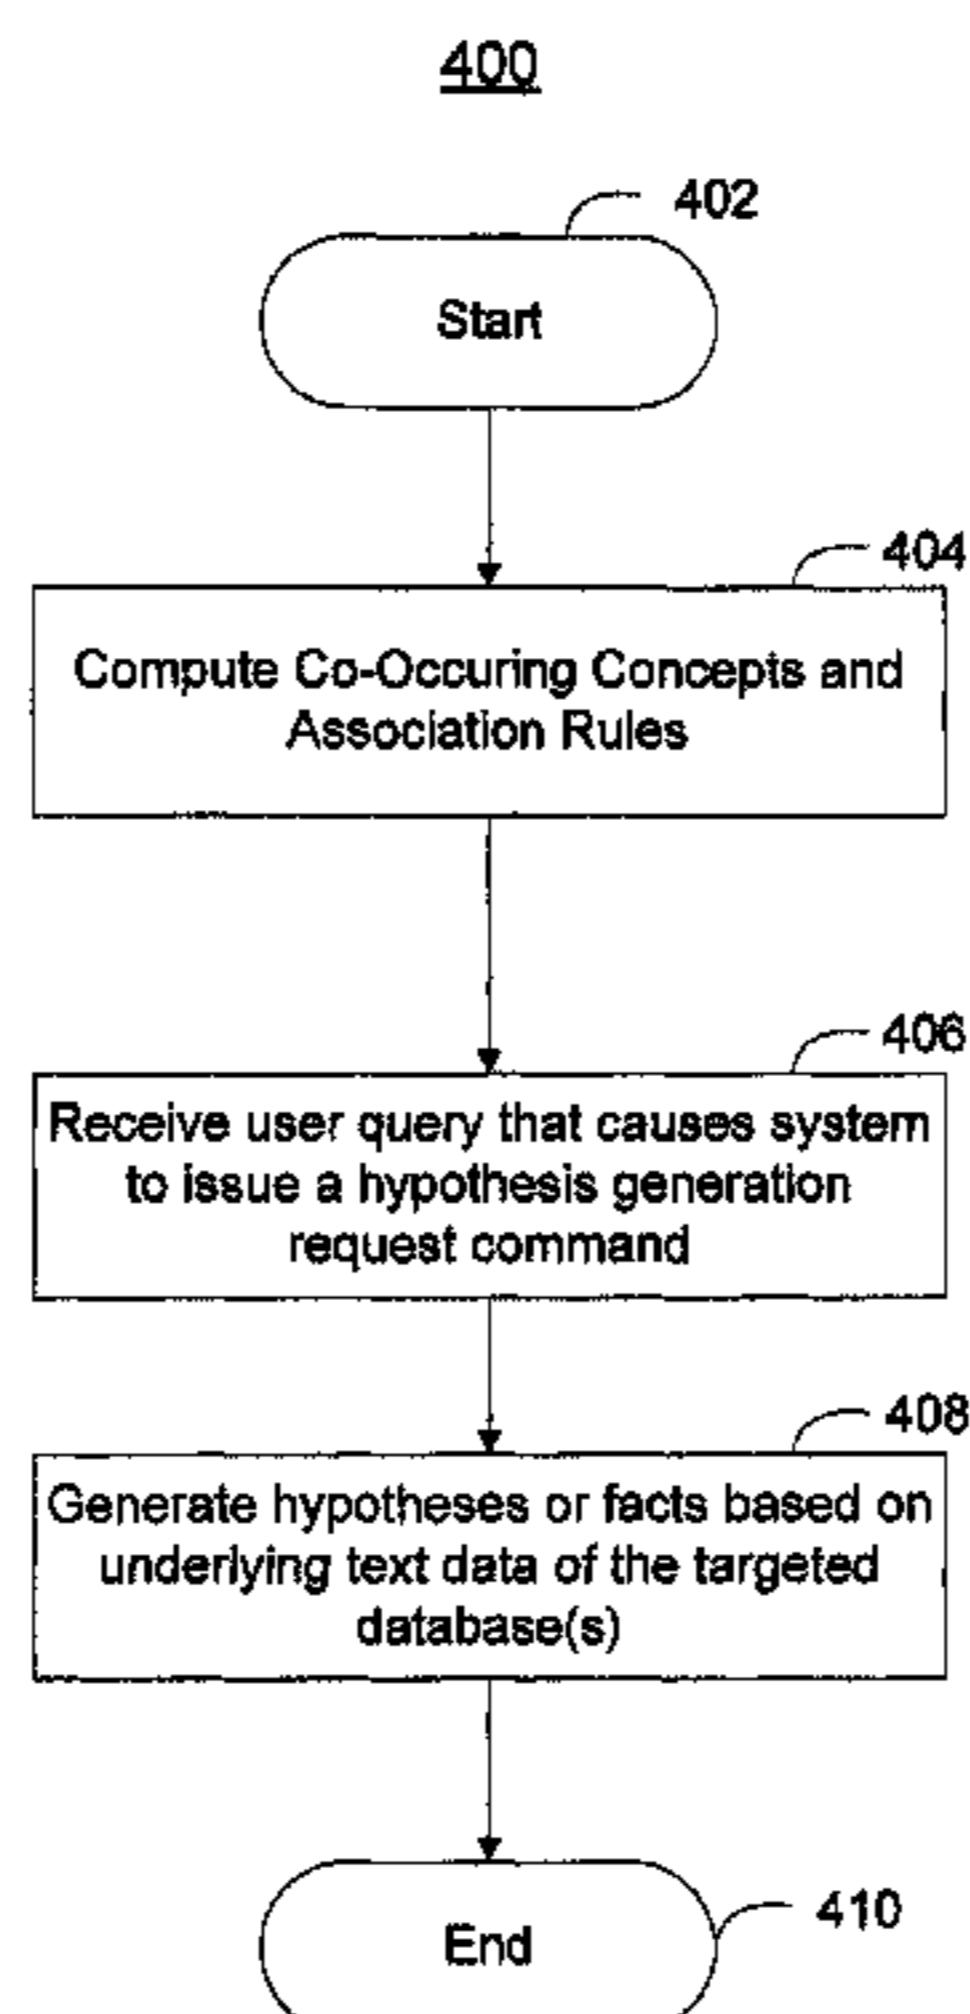 400
402
Start
404
Compute Co-Occuring Concepts and
Association Rules
406
Receive user query that causes system
to issue a hypothesis generation
request command
408
Generate hypotheses or facts based on
underlying text data of the targeted
database(s)
410
End